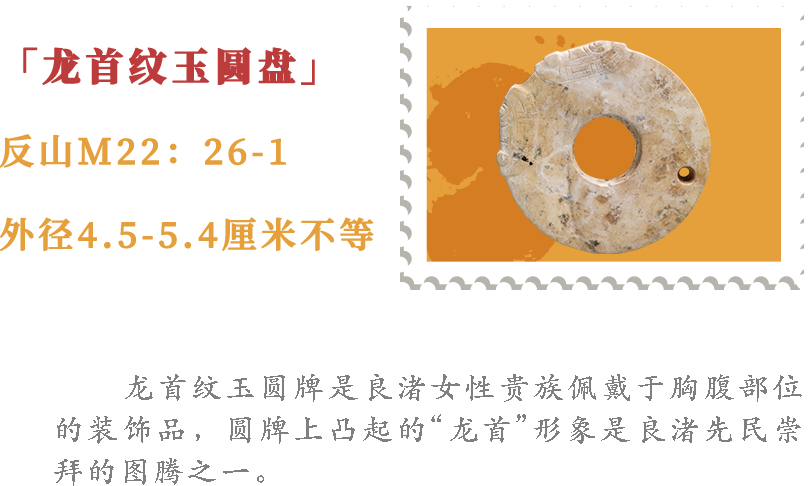 「龙首纹玉圆盘」
反山M22：26-1
外径4.5-5.4厘米不等
龙首纹玉圆牌是良渚女性贵族佩戴于胸腹部位
的装饰品，圆牌上凸起的“龙首”形象是良渚先民崇
拜的图腾之一。